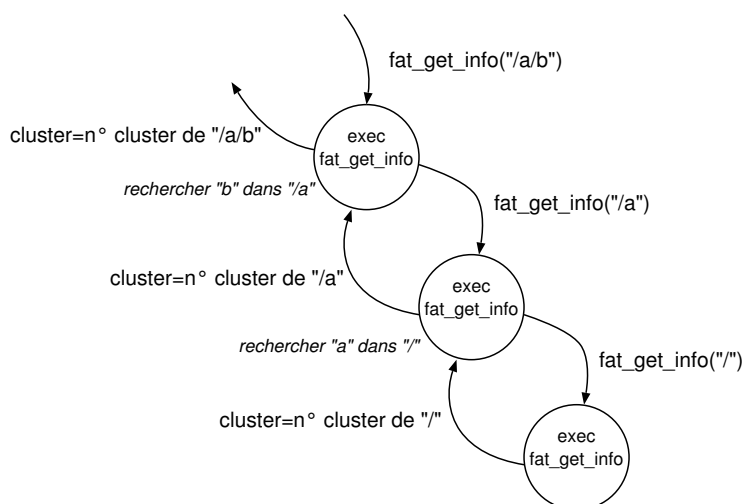 fat_get_info("/a/b")
cluster=n° cluster de "/a/b"
exec
fat_get_info
rechercher "b" dans "/a"
fat_get_info("/a")
cluster=n° cluster de "/a"
exec
fat_get_info
rechercher "a" dans "/"
fat_get_info("/")
cluster=n° cluster de "/"
exec
fat_get_info